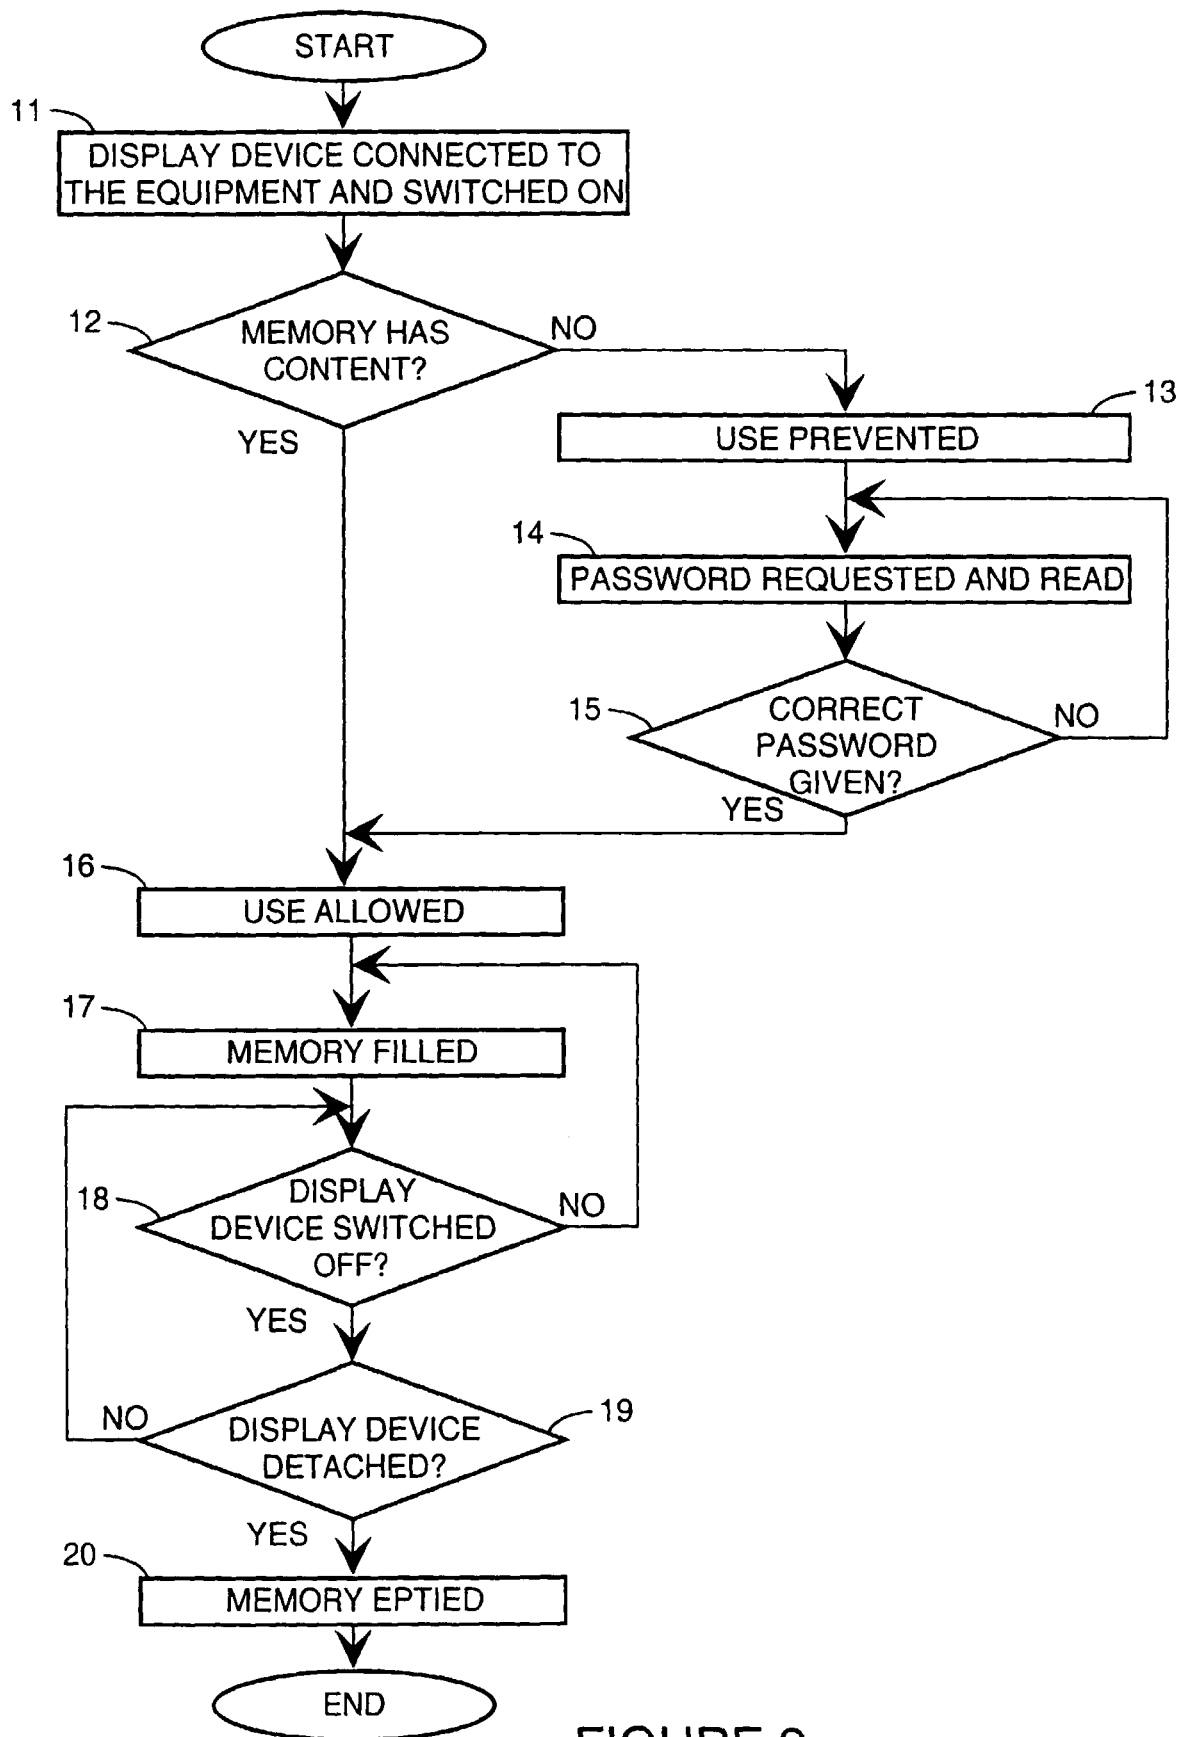 START
11
DISPLAY DEVICE CONNECTED TO
THE EQUIPMENT AND SWITCHED ON
12
MEMORY HAS
CONTENT?
NO
YES
13
USE PREVENTED
14
PASSWORD REQUESTED AND READ
15
CORRECT
PASSWORD
GIVEN?
NO
YES
16
USE ALLOWED
17
MEMORY FILLED
18
DISPLAY
DEVICE SWITCHED
OFF?
NO
YES
19
DISPLAY DEVICE
DETACHED?
NO
YES
20
MEMORY EPTIED
END
FIGURE